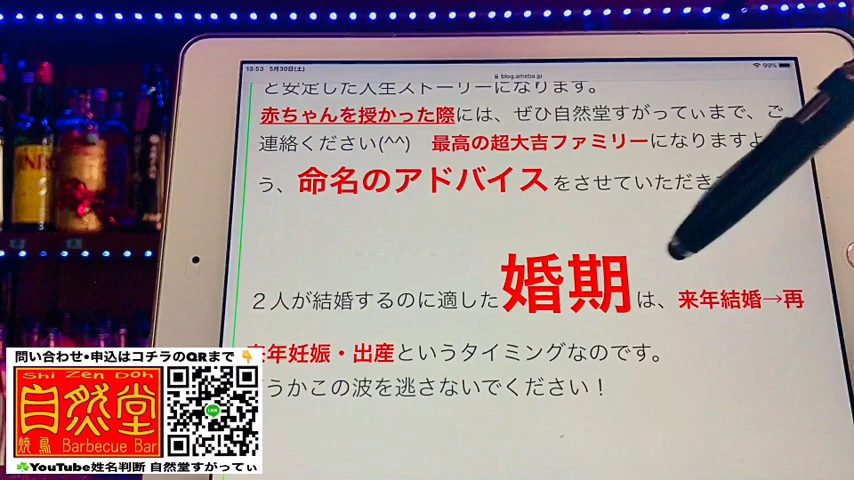 13:53 5月30日(土)
blog.ameba.jp
99%
と安定した人生ストーリーになります。
赤ちゃんを授かった際には、ぜひ自然堂すがってぃまで、ご
連絡ください(^^) 最高の超大吉ファミリーになりますよ
う、命名のアドバイスをさせていただきま
２人が結婚するのに適した婚期は、来年結婚→再
来年妊娠・出産というタイミングなのです。
うかこの波を逃さないでください！
問い合わせ•申込はコチラのQRまで👇
Shi Zen Doh
自然堂
焼鳥 Barbecue Bar
☘YouTube姓名判断 自然堂すがってぃ